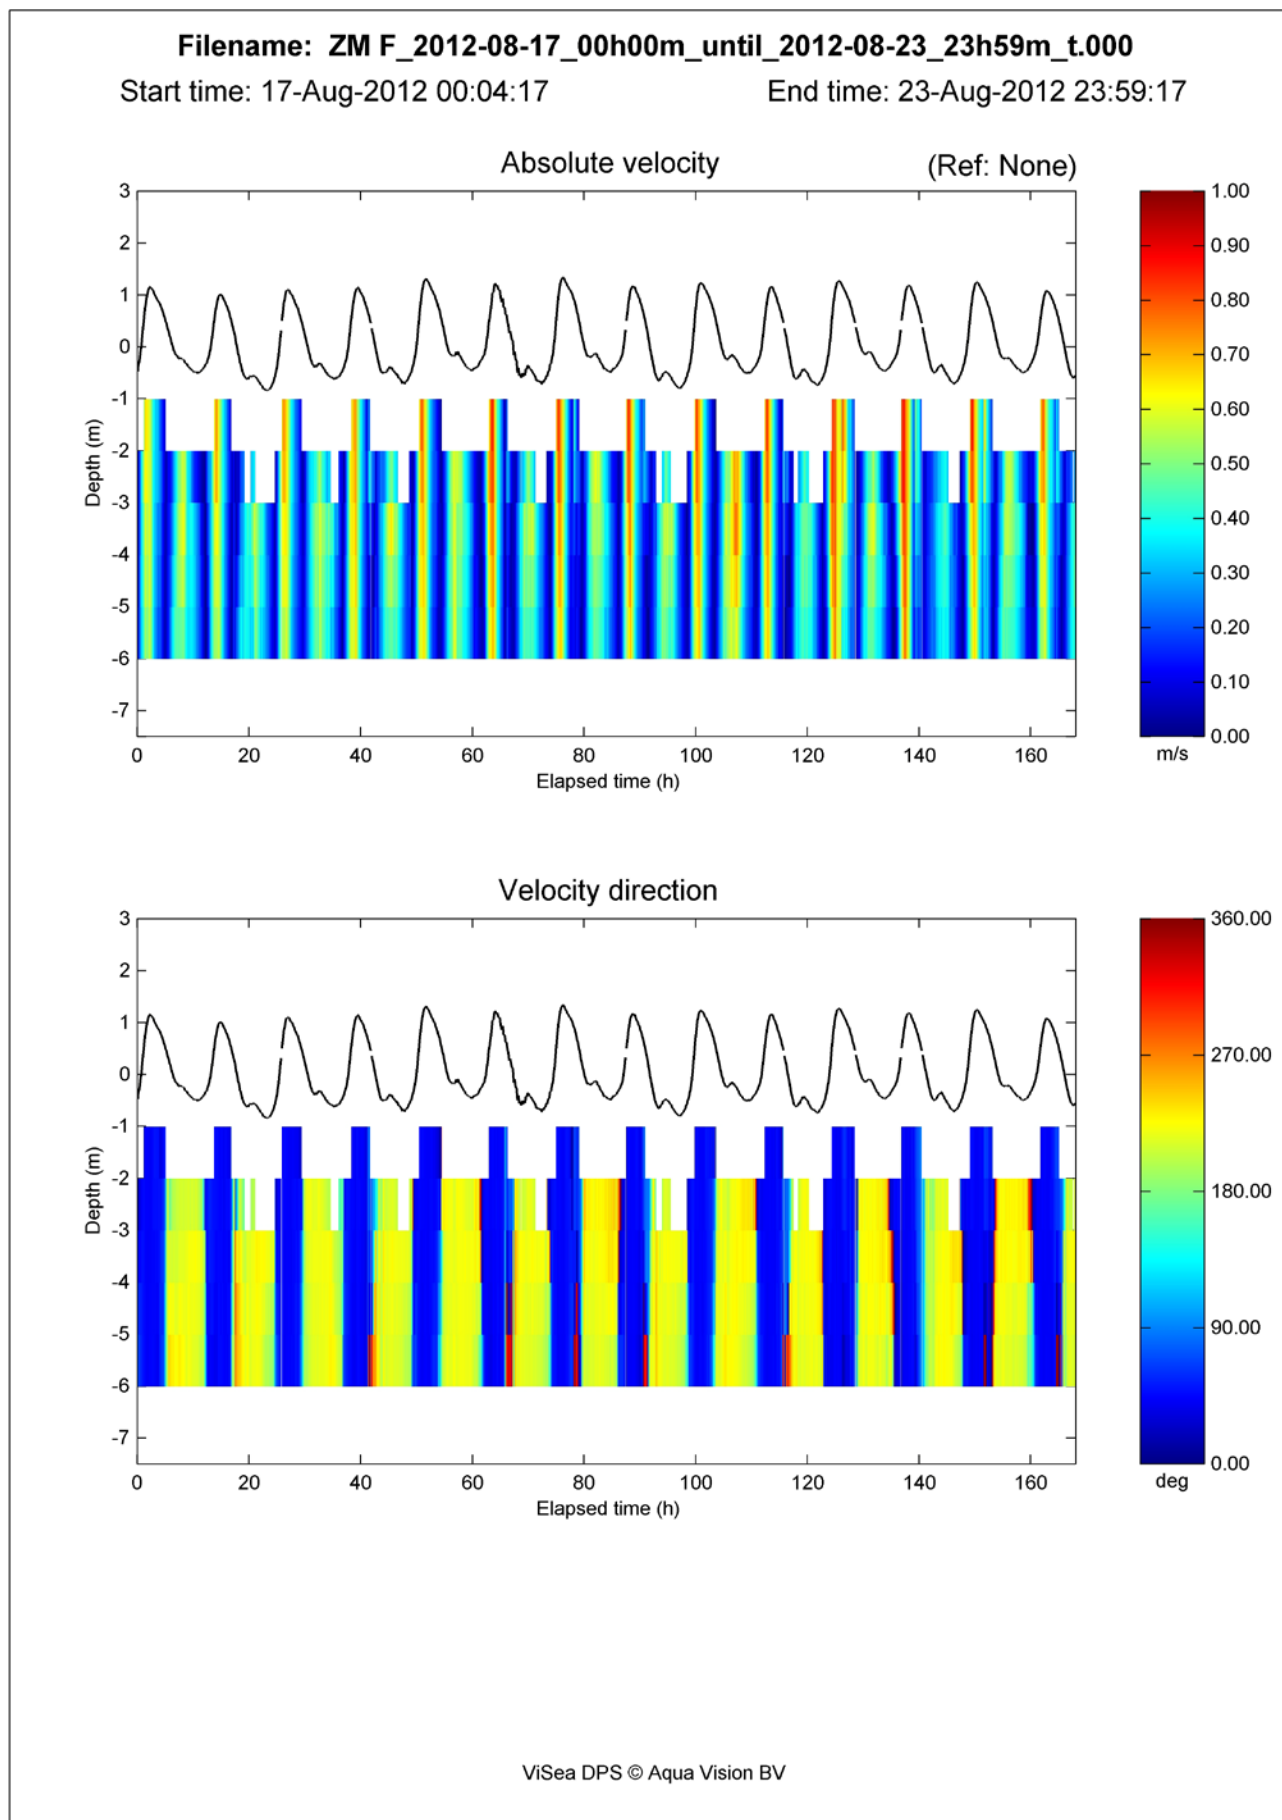 Filename: ZM F_2012-08-17_00h00m_until_2012-08-23_23h59m_t.000
Start time: 17-Aug-2012 00:04:17 End time: 23-Aug-2012 23:59:17
Absolute velocity (Ref: None)
3
2
1
0
-1
-2
-3
-4
-5
-6
-7
Depth (m)
0 20 40 60 80 100 120 140 160
Elapsed time (h)
1.00
0.90
0.80
0.70
0.60
0.50
0.40
0.30
0.20
0.10
0.00
m/s
Velocity direction
3
2
1
0
-1
-2
-3
-4
-5
-6
-7
Depth (m)
0 20 40 60 80 100 120 140 160
Elapsed time (h)
360.00
270.00
180.00
90.00
0.00
deg
ViSea DPS © Aqua Vision BV